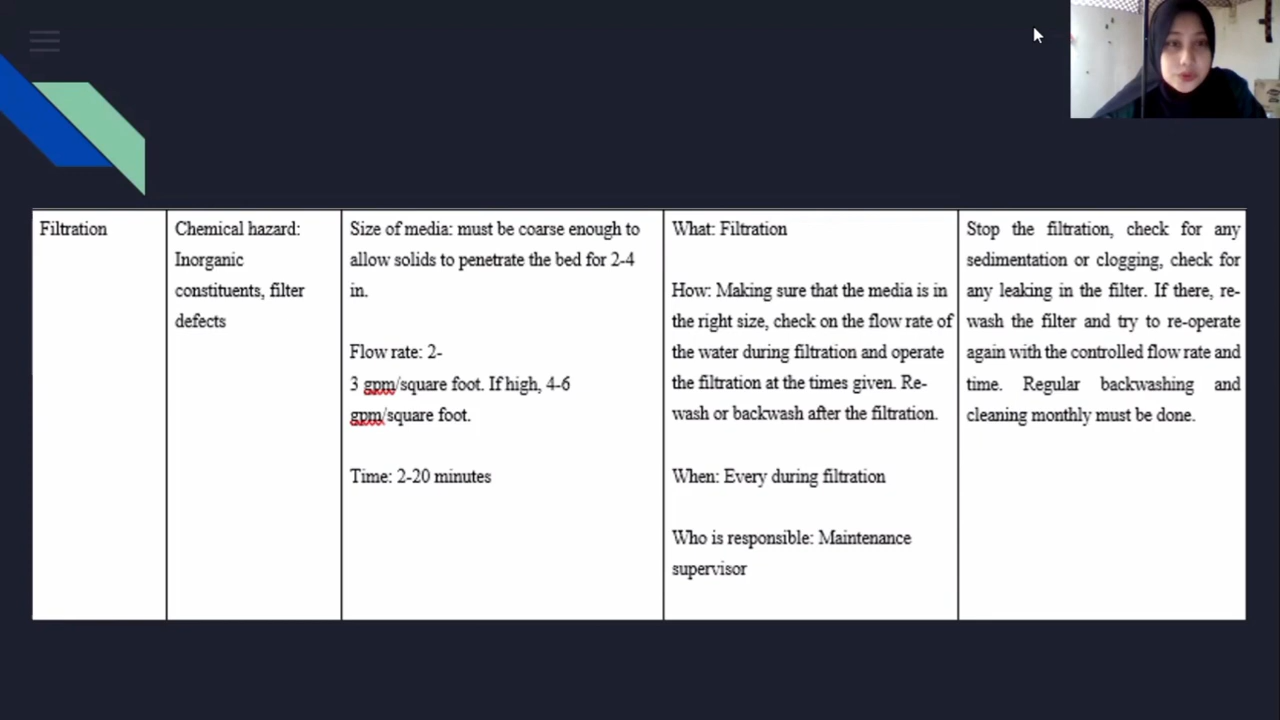 Filtration
Chemical hazard:
Inorganic
constituents, filter
defects
Size of media: must be coarse enough to
allow solids to penetrate the bed for 2-4
in.
Flow rate: 2-
3 gpm/square foot. If high, 4-6
gpm/square foot.
Time: 2-20 minutes
What: Filtration
How: Making sure that the media is in
the right size, check on the flow rate of
the water during filtration and operate
the filtration at the times given. Re-
wash or backwash after the filtration.
When: Every during filtration
Who is responsible: Maintenance
supervisor
Stop the filtration, check for any
sedimentation or clogging, check for
any leaking in the filter. If there, re-
wash the filter and try to re-operate
again with the controlled flow rate and
time. Regular backwashing and
cleaning monthly must be done.